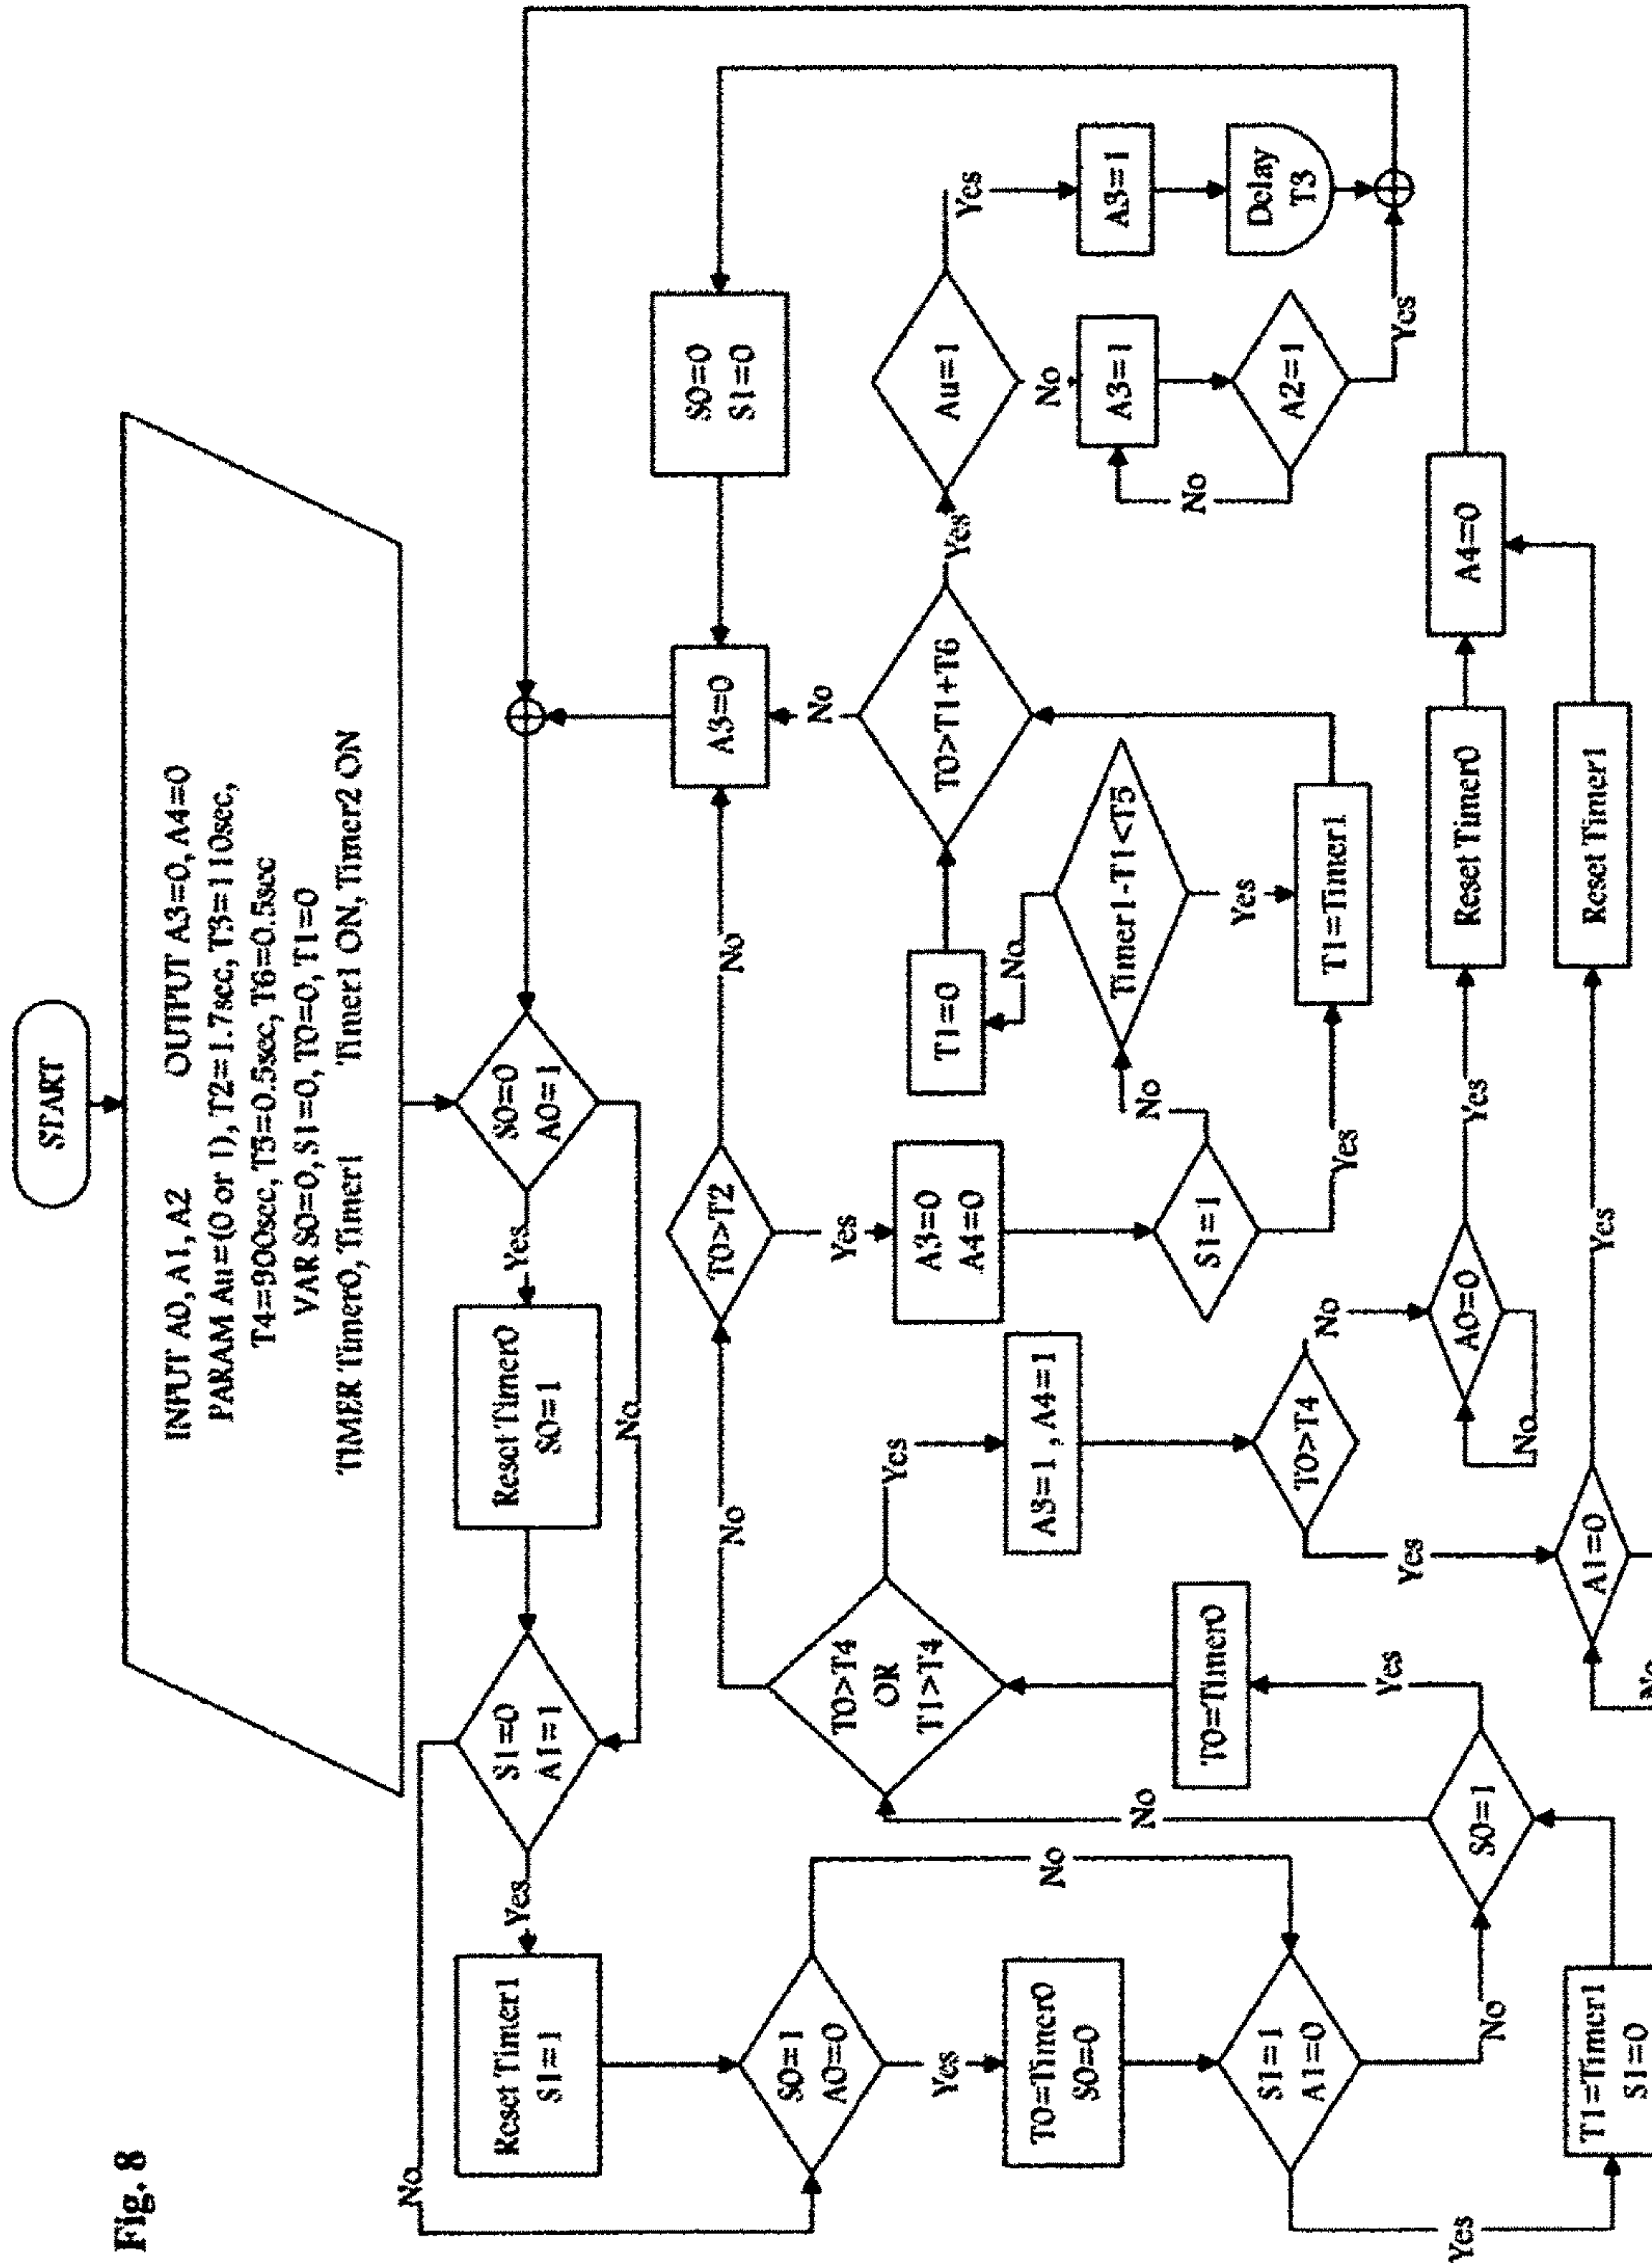 Fig. 8
START
INPUT A0, A1, A2 OUTPUT A3=0, A4=0
PARAM Au=(0 or 1), T2=1.7sec, T3=110sec,
T4=900sec, T5=0.5sec, T6=0.5sec
VAR S0=0, S1=0, T0=0, T1=0
TIMER Timer0, Timer1 Timer1 ON, Timer2 ON
S0=0
A0=1
Yes
No
Reset Timer0
S0=1
S1=0
A1=1
Yes
No
Reset Timer1
S1=1
S0=1
A0=0
Yes
No
T0=Timer0
S0=0
S1=1
A1=0
Yes
No
T1=Timer1
S1=0
S0=1
Yes
No
T0=Timer0
T0>T4
OR
T1>T4
Yes
No
A3=1, A4=1
T0>T4
Yes
No
A0=0
Yes
No
Reset Timer0
A1=0
Yes
No
Reset Timer1
A4=0
T0>T2
Yes
No
A3=0
A4=0
S1=1
Yes
No
Timer1-T1<T5
Yes
No
T1=0
T1=Timer1
T0>T1+T6
Yes
No
A3=0
S0=0
S1=0
Au=1
Yes
No
A3=1
A2=1
Yes
No
A3=1
Delay
T3